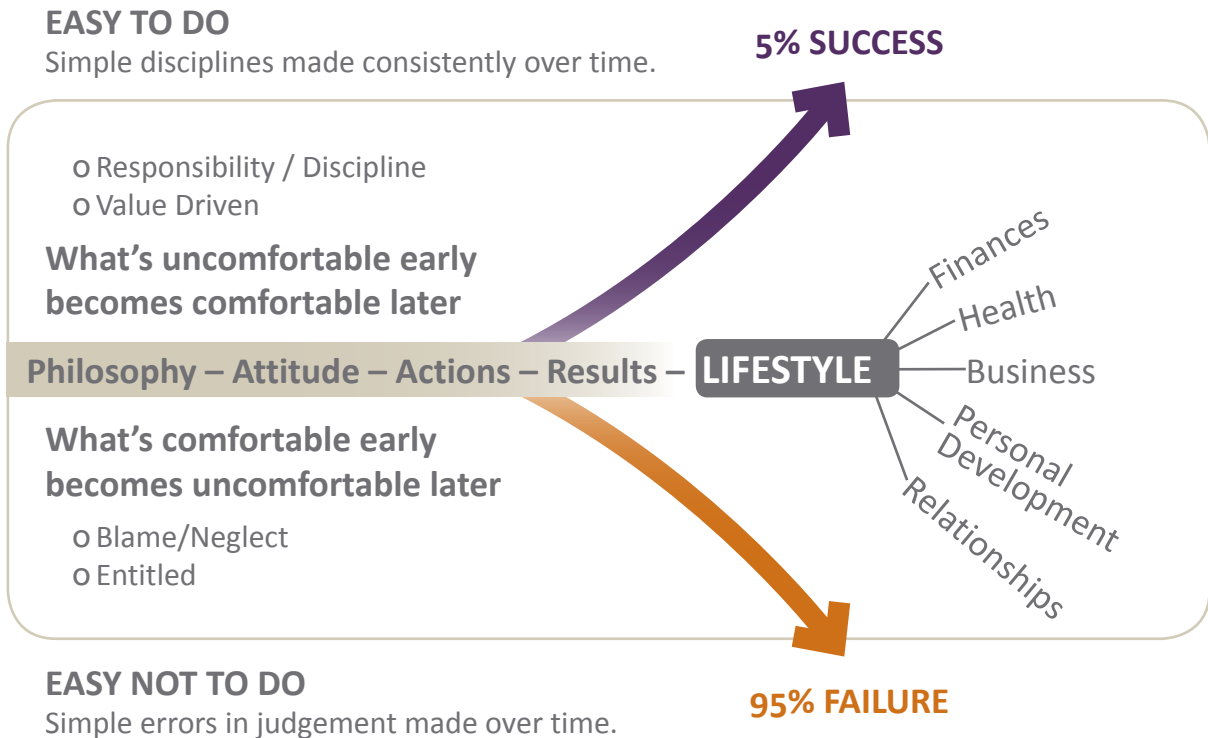 EASY TO DO
Simple disciplines made consistently over time.
5% SUCCESS
o Responsibility / Discipline
o Value Driven
What's uncomfortable early
becomes comfortable later
Philosophy – Attitude – Actions – Results – LIFESTYLE
Finances
Health
Business
Personal
Development
Relationships
What's comfortable early
becomes uncomfortable later
o Blame/Neglect
o Entitled
EASY NOT TO DO
Simple errors in judgement made over time.
95% FAILURE